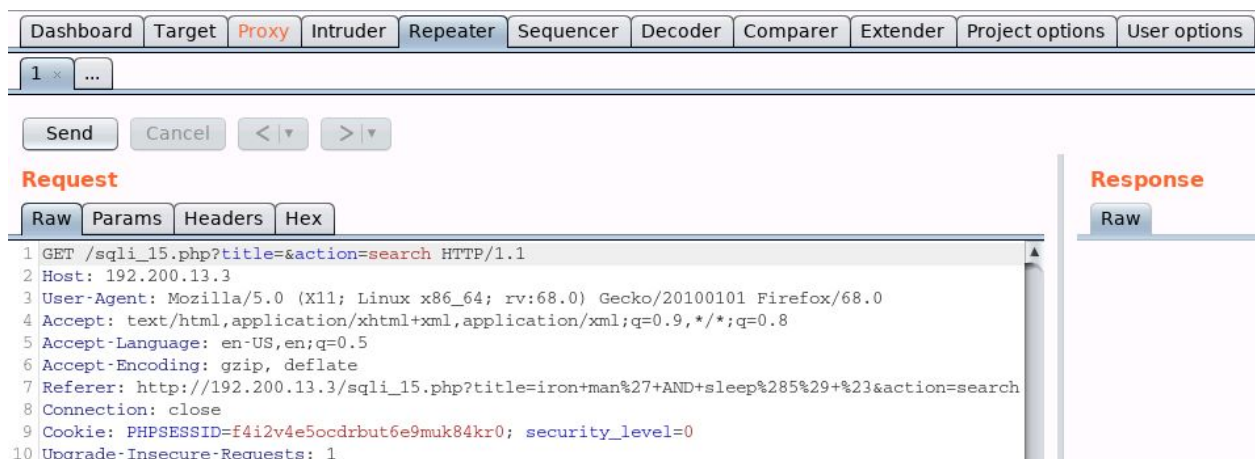 Dashboard Target Proxy Intruder Repeater Sequencer Decoder Comparer Extender Project options User options
1 × ...
Send Cancel < > 
Request Response
Raw Params Headers Hex Raw
1 GET /sqli_15.php?title=&action=search HTTP/1.1
2 Host: 192.200.13.3
3 User-Agent: Mozilla/5.0 (X11; Linux x86_64; rv:68.0) Gecko/20100101 Firefox/68.0
4 Accept: text/html,application/xhtml+xml,application/xml;q=0.9,*/*;q=0.8
5 Accept-Language: en-US,en;q=0.5
6 Accept-Encoding: gzip, deflate
7 Referer: http://192.200.13.3/sqli_15.php?title=iron+man%27+AND+sleep%285%29+%23&action=search
8 Connection: close
9 Cookie: PHPSESSID=f4i2v4e5ocdrbut6e9muk84kr0; security_level=0
10 Upgrade-Insecure-Requests: 1